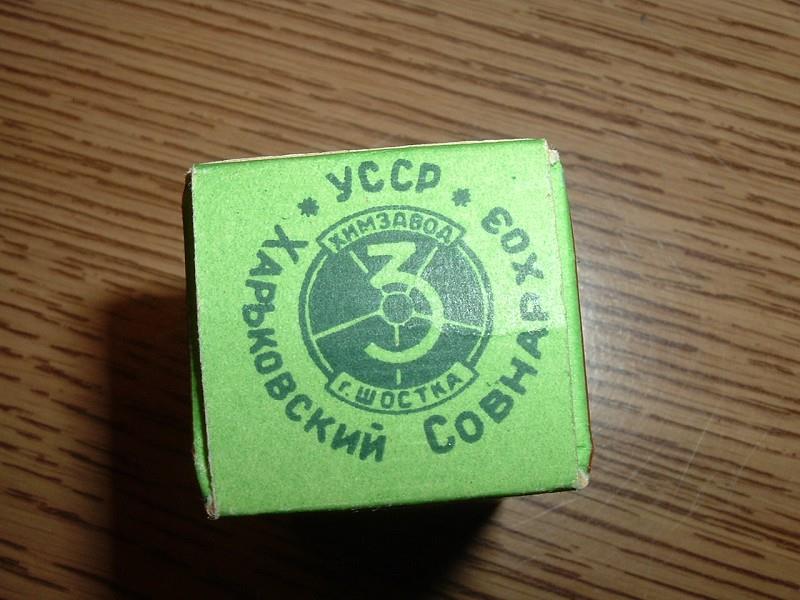 * УССР *
ХАРЬКОВСКИЙ СОВНАРХОЗ
ХИМЗАВОД
3
г. ШОСТКА